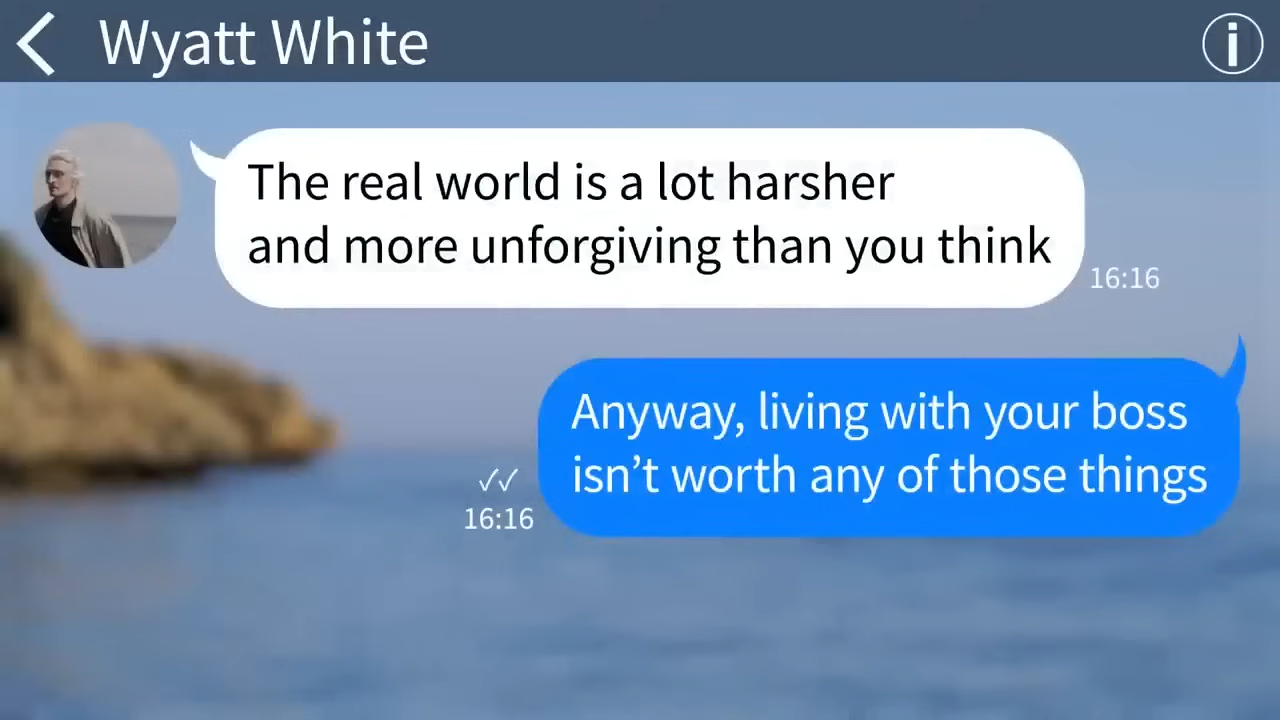 Wyatt White
The real world is a lot harsher
and more unforgiving than you think
16:16
Anyway, living with your boss
isn’t worth any of those things
16:16